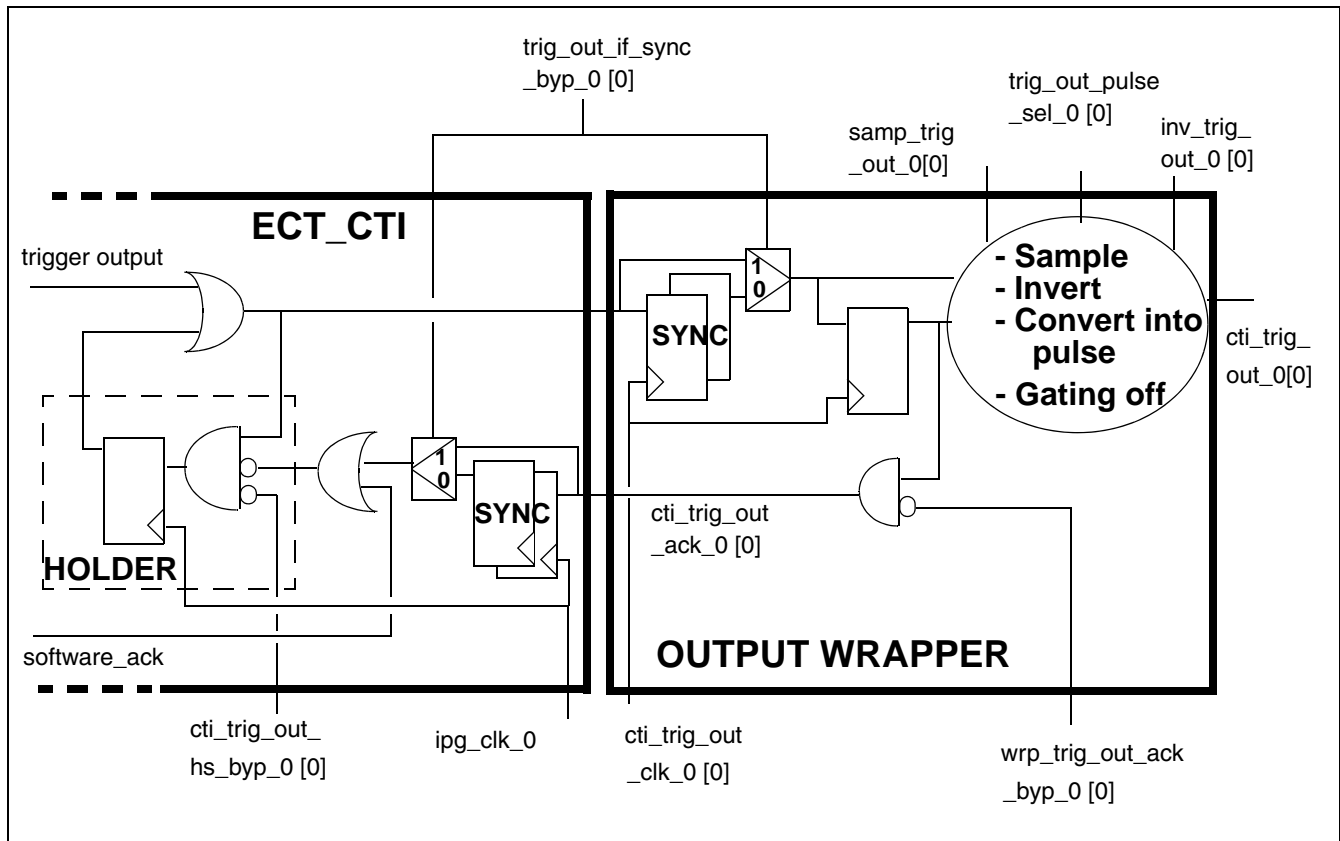 trig_out_if_sync
_byp_0 [0]
trig_out_pulse
_sel_0 [0]
samp_trig
_out_0[0]
inv_trig_
out_0 [0]
ECT_CTI
trigger output
1
0
SYNC
- Sample
- Invert
- Convert into
pulse
- Gating off
cti_trig_
out_0[0]
1
0
SYNC
HOLDER
cti_trig_out
_ack_0 [0]
software_ack
OUTPUT WRAPPER
cti_trig_out_
hs_byp_0 [0]
ipg_clk_0
cti_trig_out
_clk_0 [0]
wrp_trig_out_ack
_byp_0 [0]